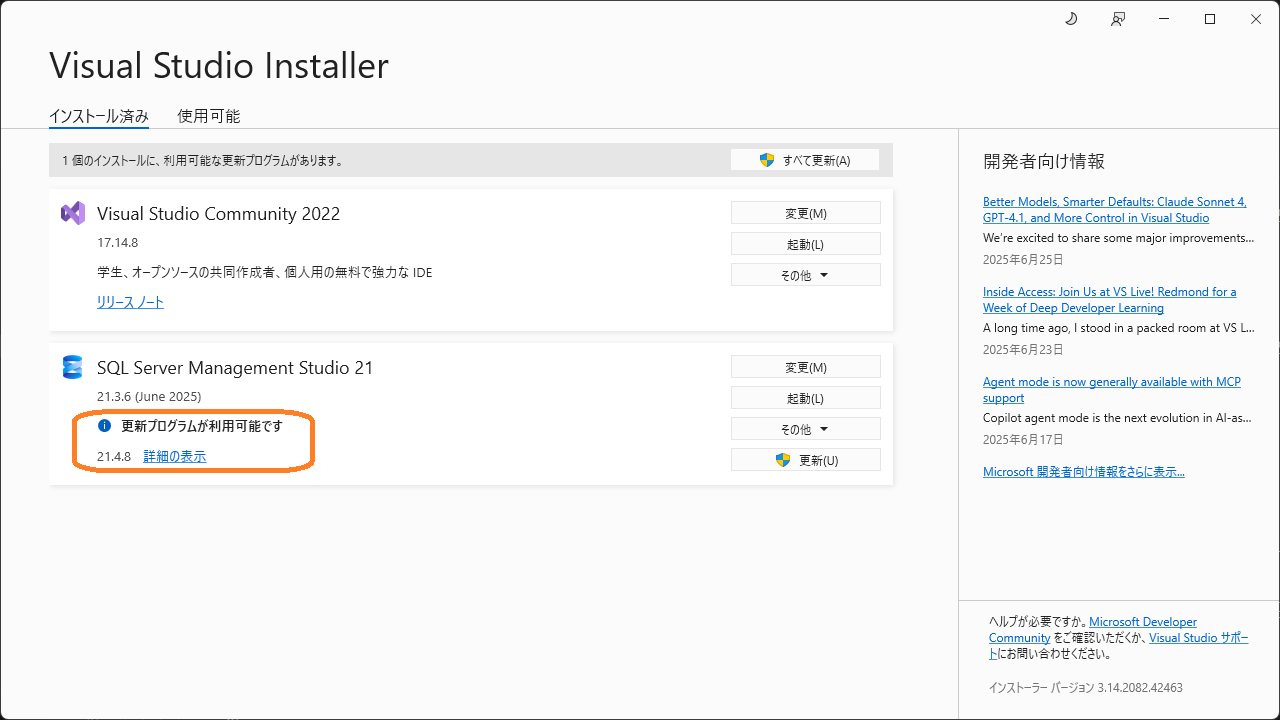 Visual Studio Installer
インストール済み
使用可能
1 個のインストールに、利用可能な更新プログラムがあります。
すべて更新(A)
Visual Studio Community 2022
17.14.8
学生、オープンソースの共同作成者、個人用の無料で強力な IDE
リリース ノート
変更(M)
起動(L)
その他
SQL Server Management Studio 21
21.3.6 (June 2025)
更新プログラムが利用可能です
21.4.8 詳細の表示
変更(M)
起動(L)
その他
更新(U)
開発者向け情報
Better Models, Smarter Defaults: Claude Sonnet 4,
GPT-4.1, and More Control in Visual Studio
We're excited to share some major improvements...
2025年6月25日
Inside Access: Join Us at VS Live! Redmond for a
Week of Deep Developer Learning
A long time ago, I stood in a packed room at VS L...
2025年6月23日
Agent mode is now generally available with MCP
support
Copilot agent mode is the next evolution in AI-as...
2025年6月17日
Microsoft 開発者向け情報をさらに表示...
ヘルプが必要ですか。Microsoft Developer
Community をご確認いただくか、Visual Studio サポー
トにお問い合わせください。
インストーラー バージョン 3.14.2082.42463